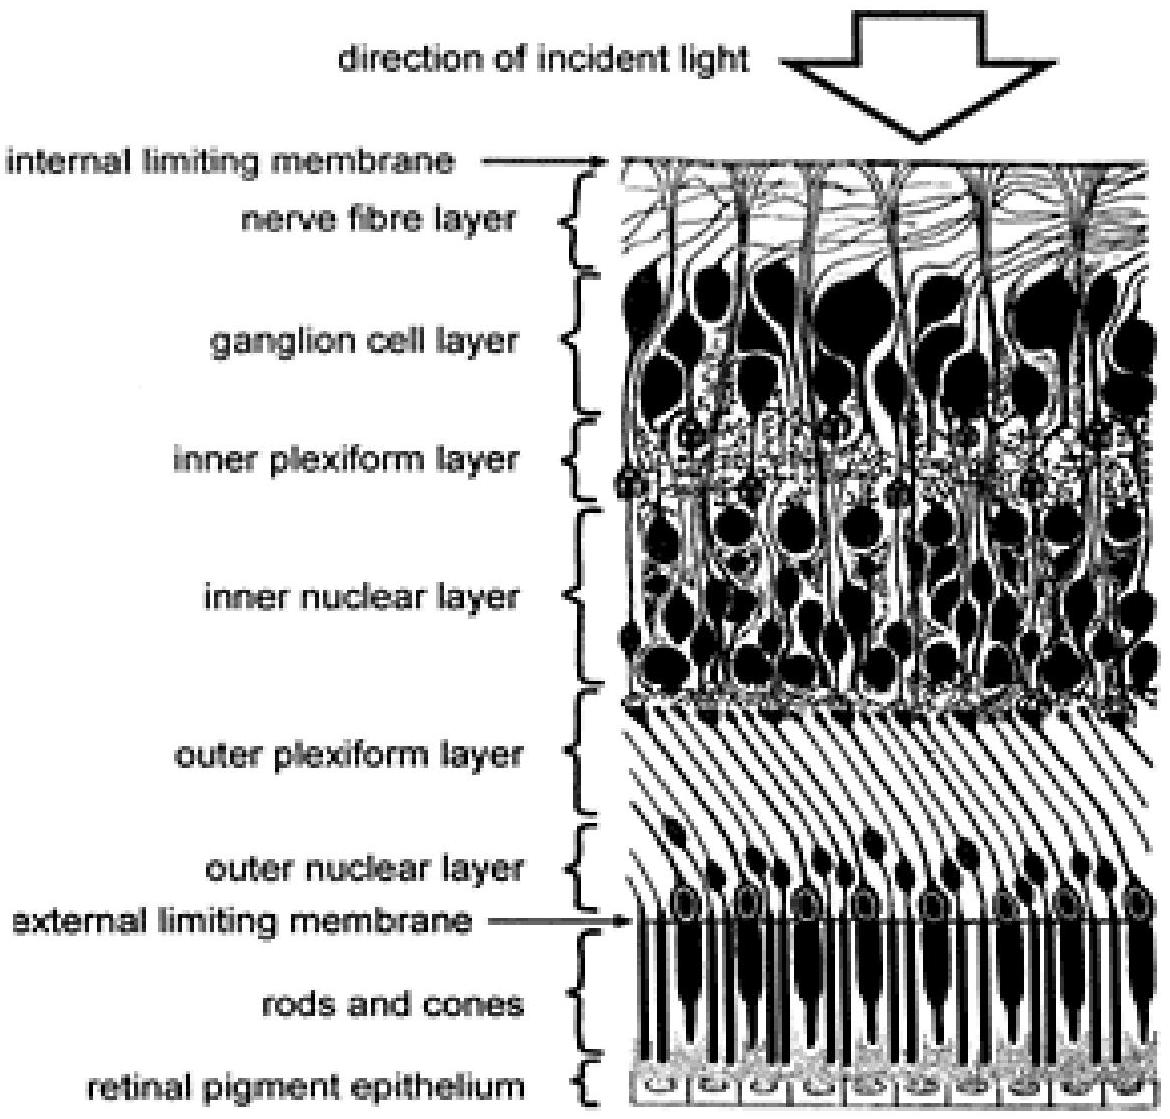 direction of incident light
internal limiting membrane
nerve fibre layer
ganglion cell layer
inner plexiform layer
inner nuclear layer
outer plexiform layer
outer nuclear layer
external limiting membrane
rods and cones
retinal pigment epithelium